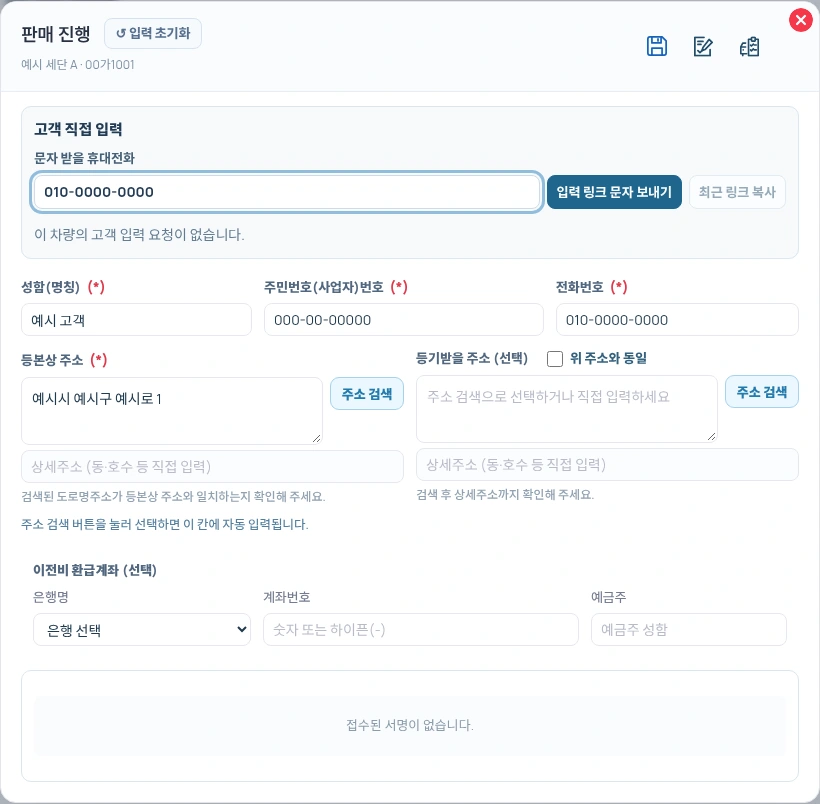 판매 진행
↺ 입력 초기화
예시 세단 A · 00가1001
고객 직접 입력
문자 받을 휴대전화
010-0000-0000
입력 링크 문자 보내기
최근 링크 복사
이 차량의 고객 입력 요청이 없습니다.
성함(명칭) (*)
주민번호(사업자)번호 (*)
전화번호 (*)
예시 고객
000-00-00000
010-0000-0000
등본상 주소 (*)
등기받을 주소 (선택)
위 주소와 동일
예시시 예시구 예시로 1
주소 검색
주소 검색으로 선택하거나 직접 입력하세요
주소 검색
상세주소 (동·호수 등 직접 입력)
상세주소 (동·호수 등 직접 입력)
검색된 도로명주소가 등본상 주소와 일치하는지 확인해 주세요.
검색 후 상세주소까지 확인해 주세요.
주소 검색 버튼을 눌러 선택하면 이 칸에 자동 입력됩니다.
이전비 환급계좌 (선택)
은행명
계좌번호
예금주
은행 선택
숫자 또는 하이픈(-)
예금주 성함
접수된 서명이 없습니다.